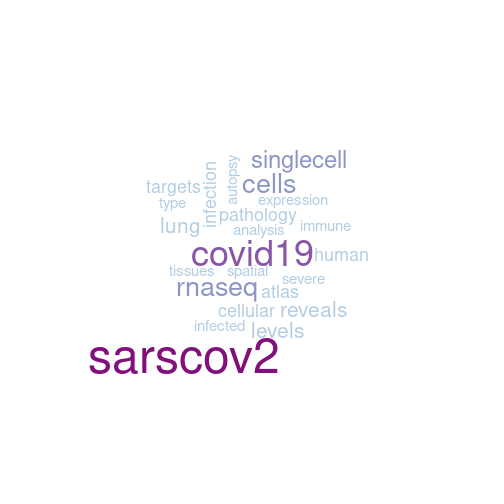 singlecell
autopsy
infection
targets
cells
type
expression
pathology
lung
analysis
immune
covid19
human
tissues
spatial
severe
rnaseq
atlas
cellular
reveals
infected
levels
sarscov2